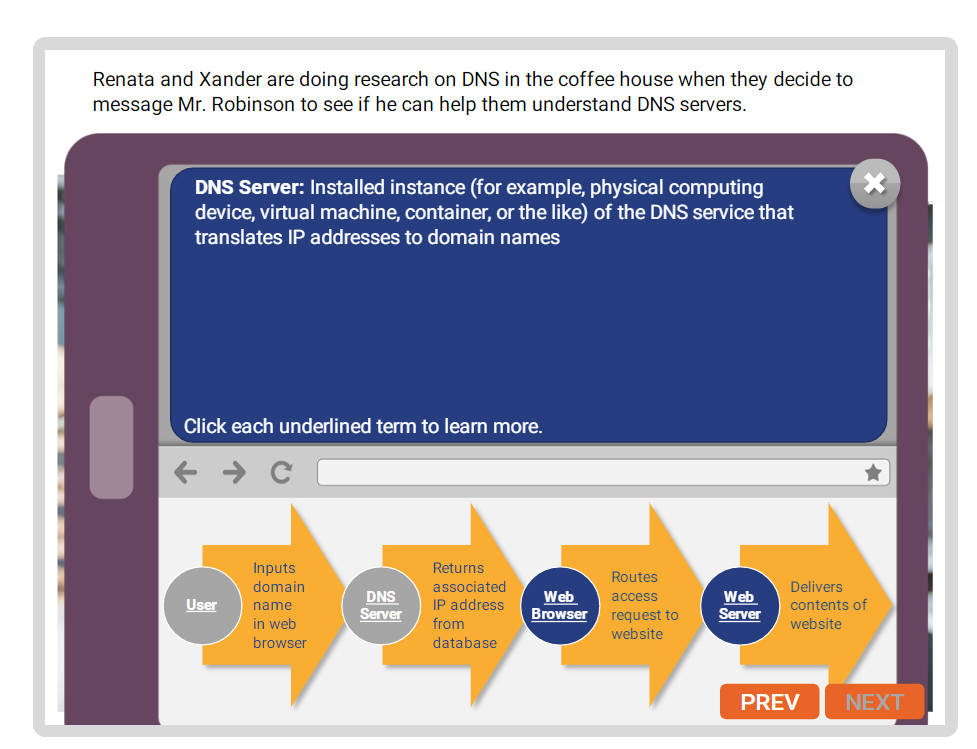 Renata and Xander are doing research on DNS in the coffee house when they decide to
message Mr. Robinson to see if he can help them understand DNS servers.
DNS Server: Installed instance (for example, physical computing
device, virtual machine, container, or the like) of the DNS service that
translates IP addresses to domain names
Click each underlined term to learn more.
User
Inputs
domain
name
in web
browser
DNS
Server
Returns
associated
IP address
from
database
Web
Browser
Routes
access
request to
website
Web
Server
Delivers
contents of
website
PREV
NEXT